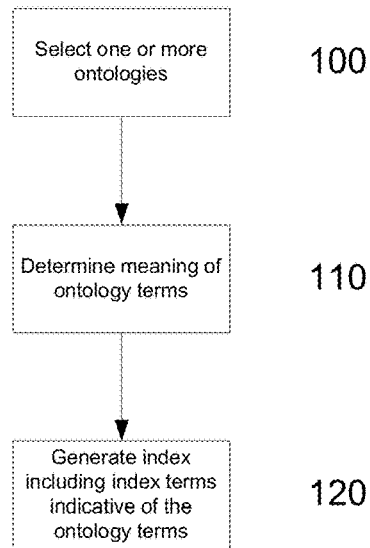 Select one or more
ontologies
100
Determine meaning of
ontology terms
110
Generate index
including index terms
indicative of the
ontology terms
120